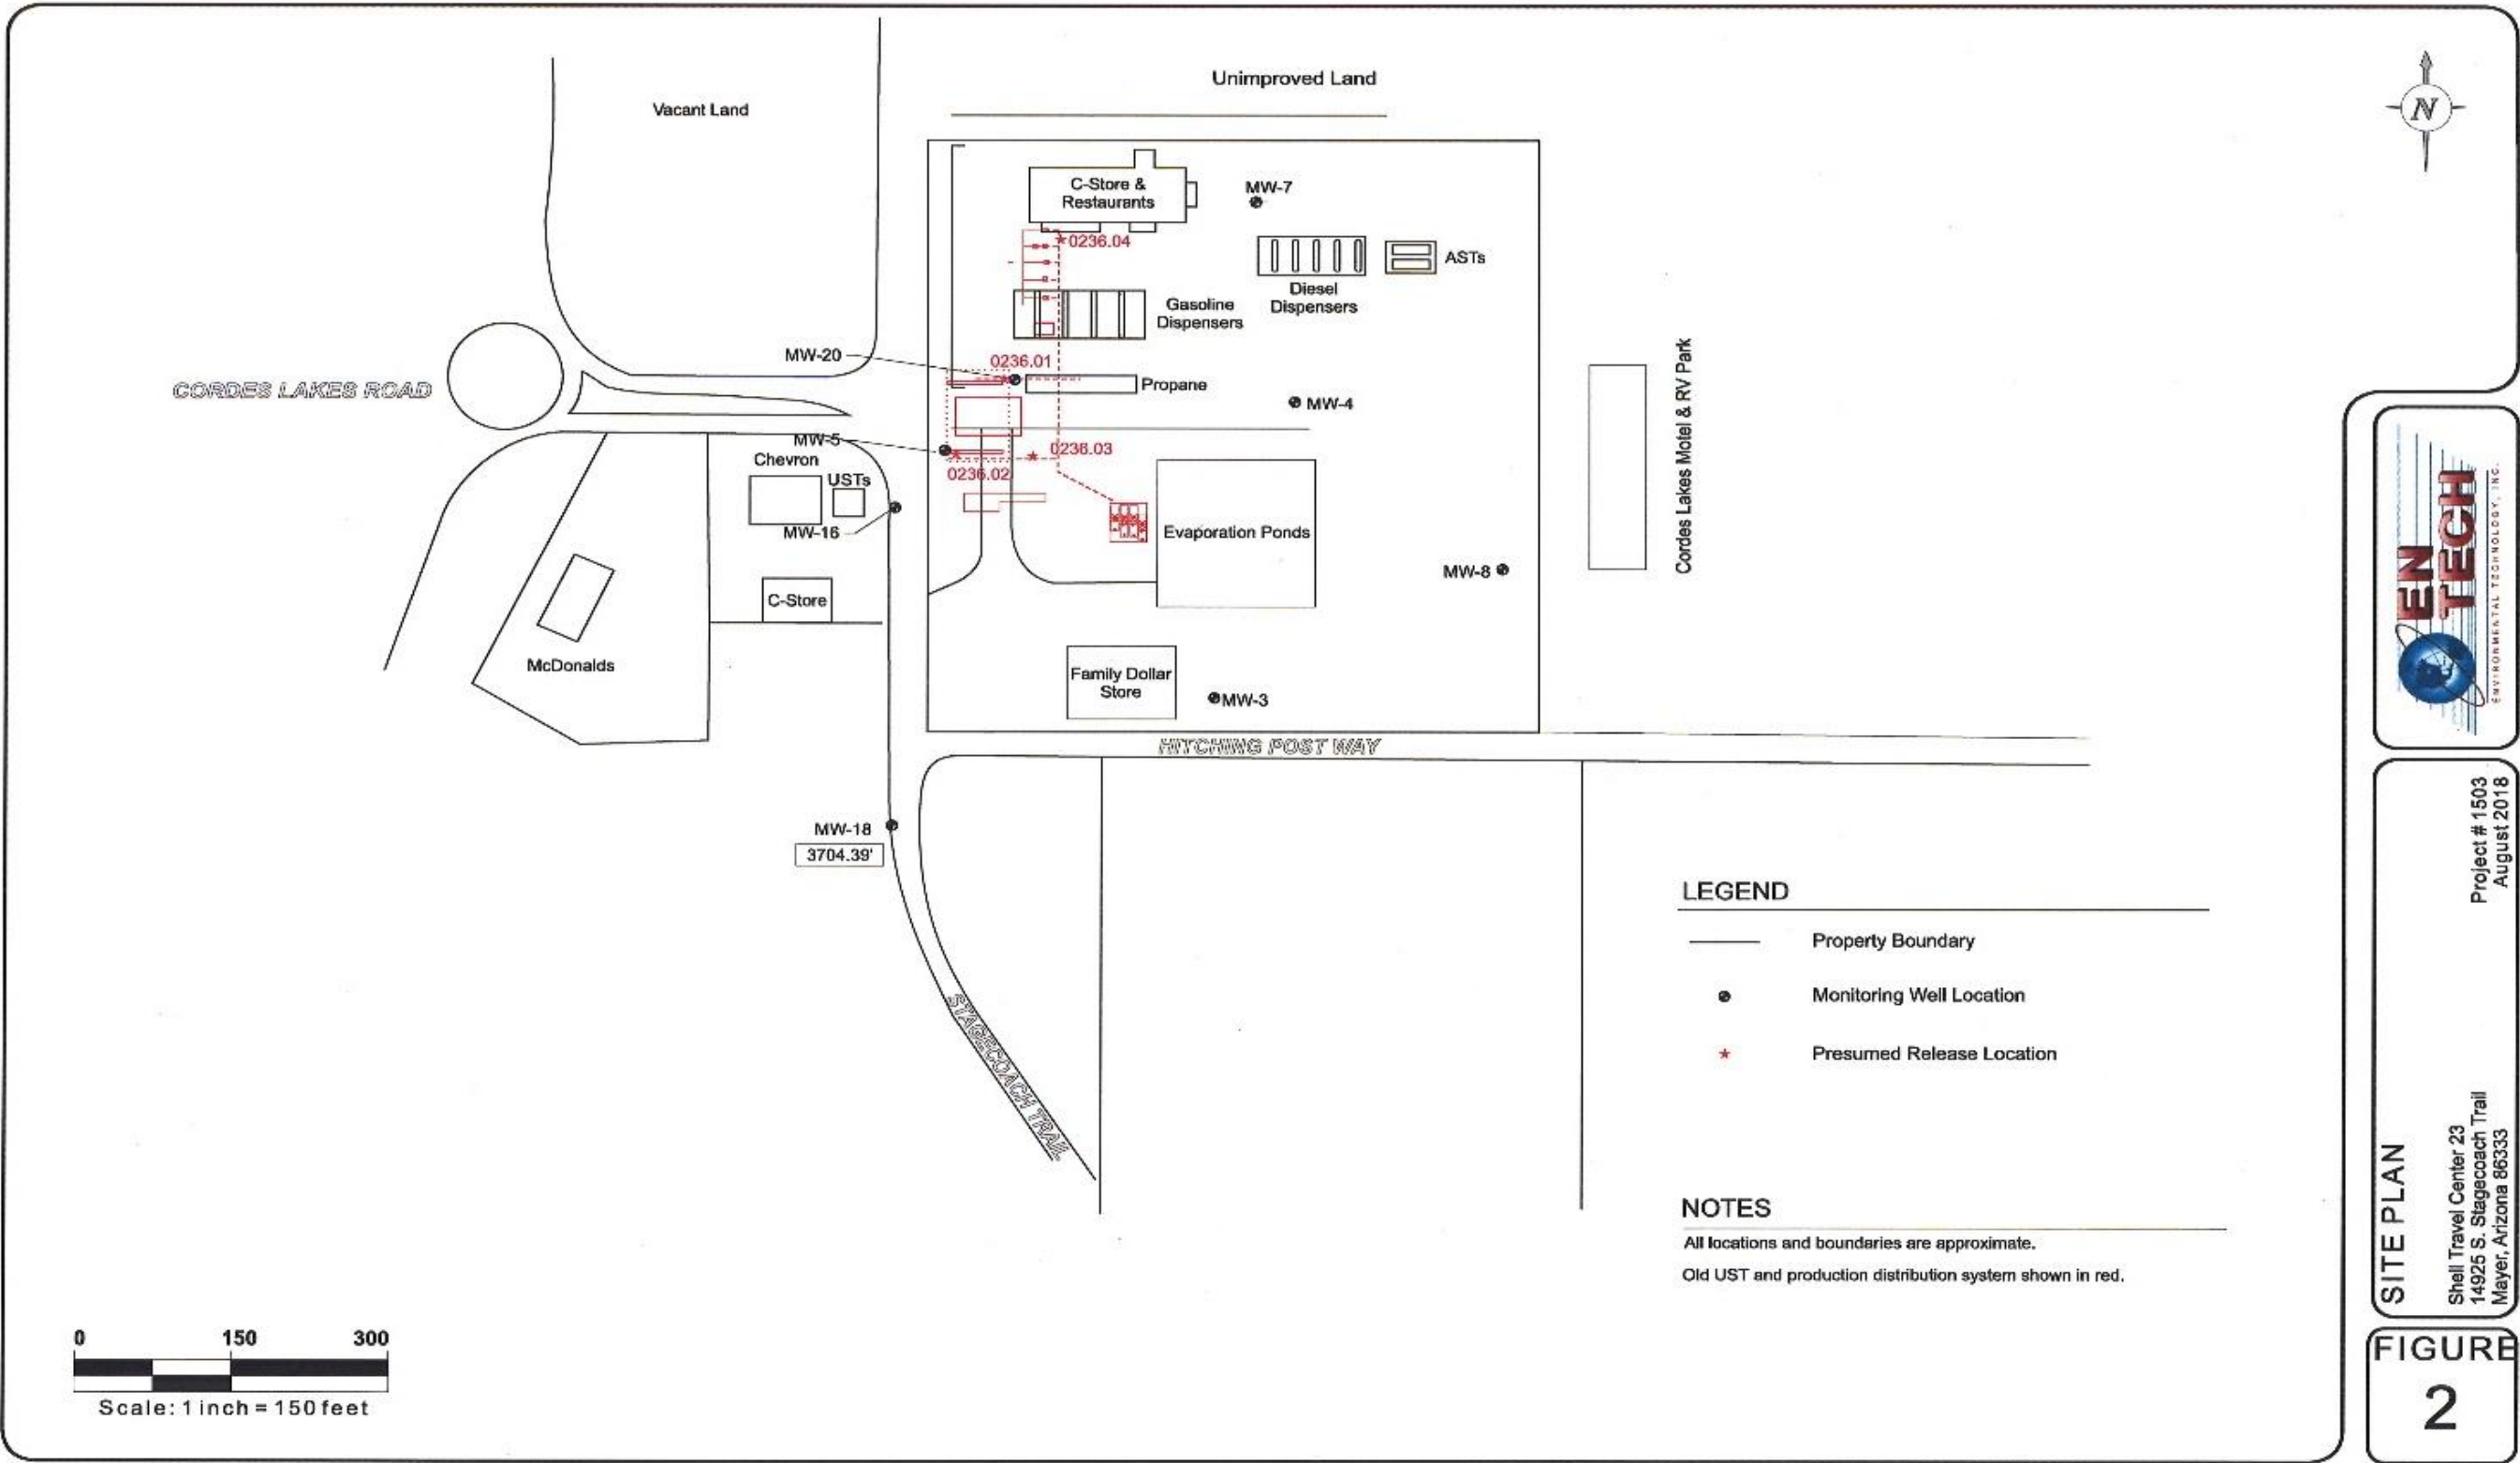 Unimproved Land
Vacant Land
N
C-Store &
Restaurants
MW-7
0236.04
ASTs
Diesel
Dispensers
Gasoline
Dispensers
MW-20
0236.01
CORDES LAKES ROAD
Propane
MW-4
Cordes Lakes Motel & RV Park
MW-5
0236.03
Chevron
0236.02
USTs
MW-16
Evaporation Ponds
MW-8
C-Store
McDonalds
Family Dollar
Store
MW-3
HITCHING POST WAY
MW-18
3704.39'
STAGECOACH TRAIL
LEGEND
Property Boundary
Monitoring Well Location
Presumed Release Location
NOTES
All locations and boundaries are approximate.
Old UST and production distribution system shown in red.
0 150 300
Scale: 1 inch = 150 feet
EN
TECH
ENVIRONMENTAL TECHNOLOGY, INC.
Project # 1503
August 2018
SITE PLAN
Shell Travel Center 23
14925 S. Stagecoach Trail
Mayer, Arizona 86333
FIGURE
2